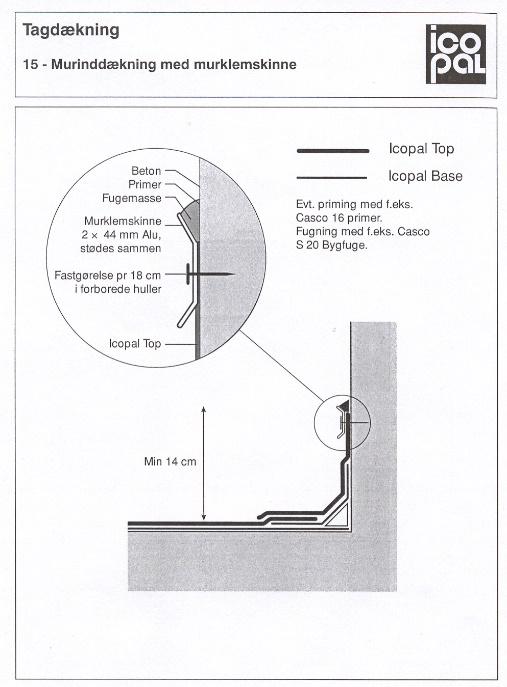 Tagdækning
15 - Murinddækning med murklemskinne
ico
pal
Icopal Top
Icopal Base
Evt. priming med f.eks.
Casco 16 primer.
Fugning med f.eks. Casco
S 20 Bygfuge.
Beton
Primer
Fugemasse
Murklemskinne
2 × 44 mm Alu,
stødes sammen
Fastgørelse pr 18 cm
i forborede huller
Icopal Top
Min 14 cm